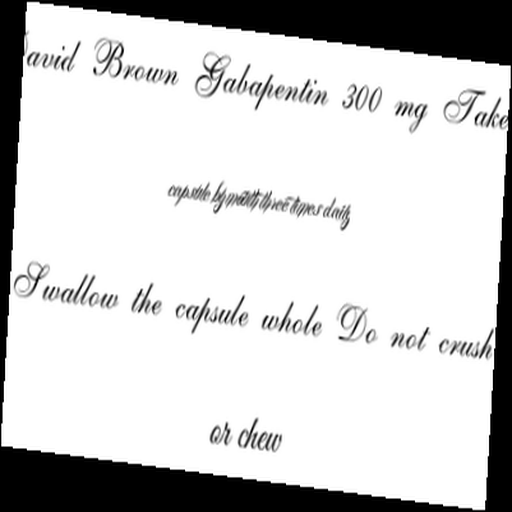 David Brown Gabapentin 300 mg Take
capsule by mouth three times daily
Swallow the capsule whole Do not crush
or chew